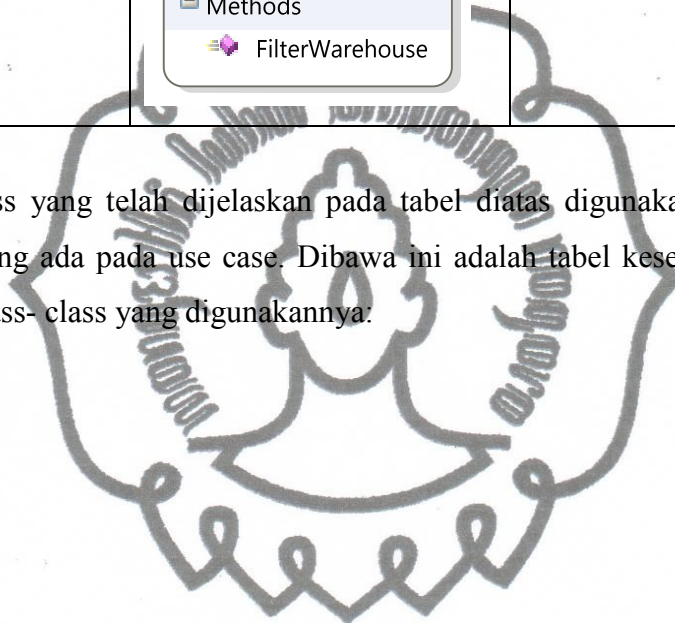 Methods
FilterWarehouse
ss yang telah dijelaskan pada tabel diatas digunaka
ng ada pada use case. Dibawa ini adalah tabel kese
ass- class yang digunakannya: